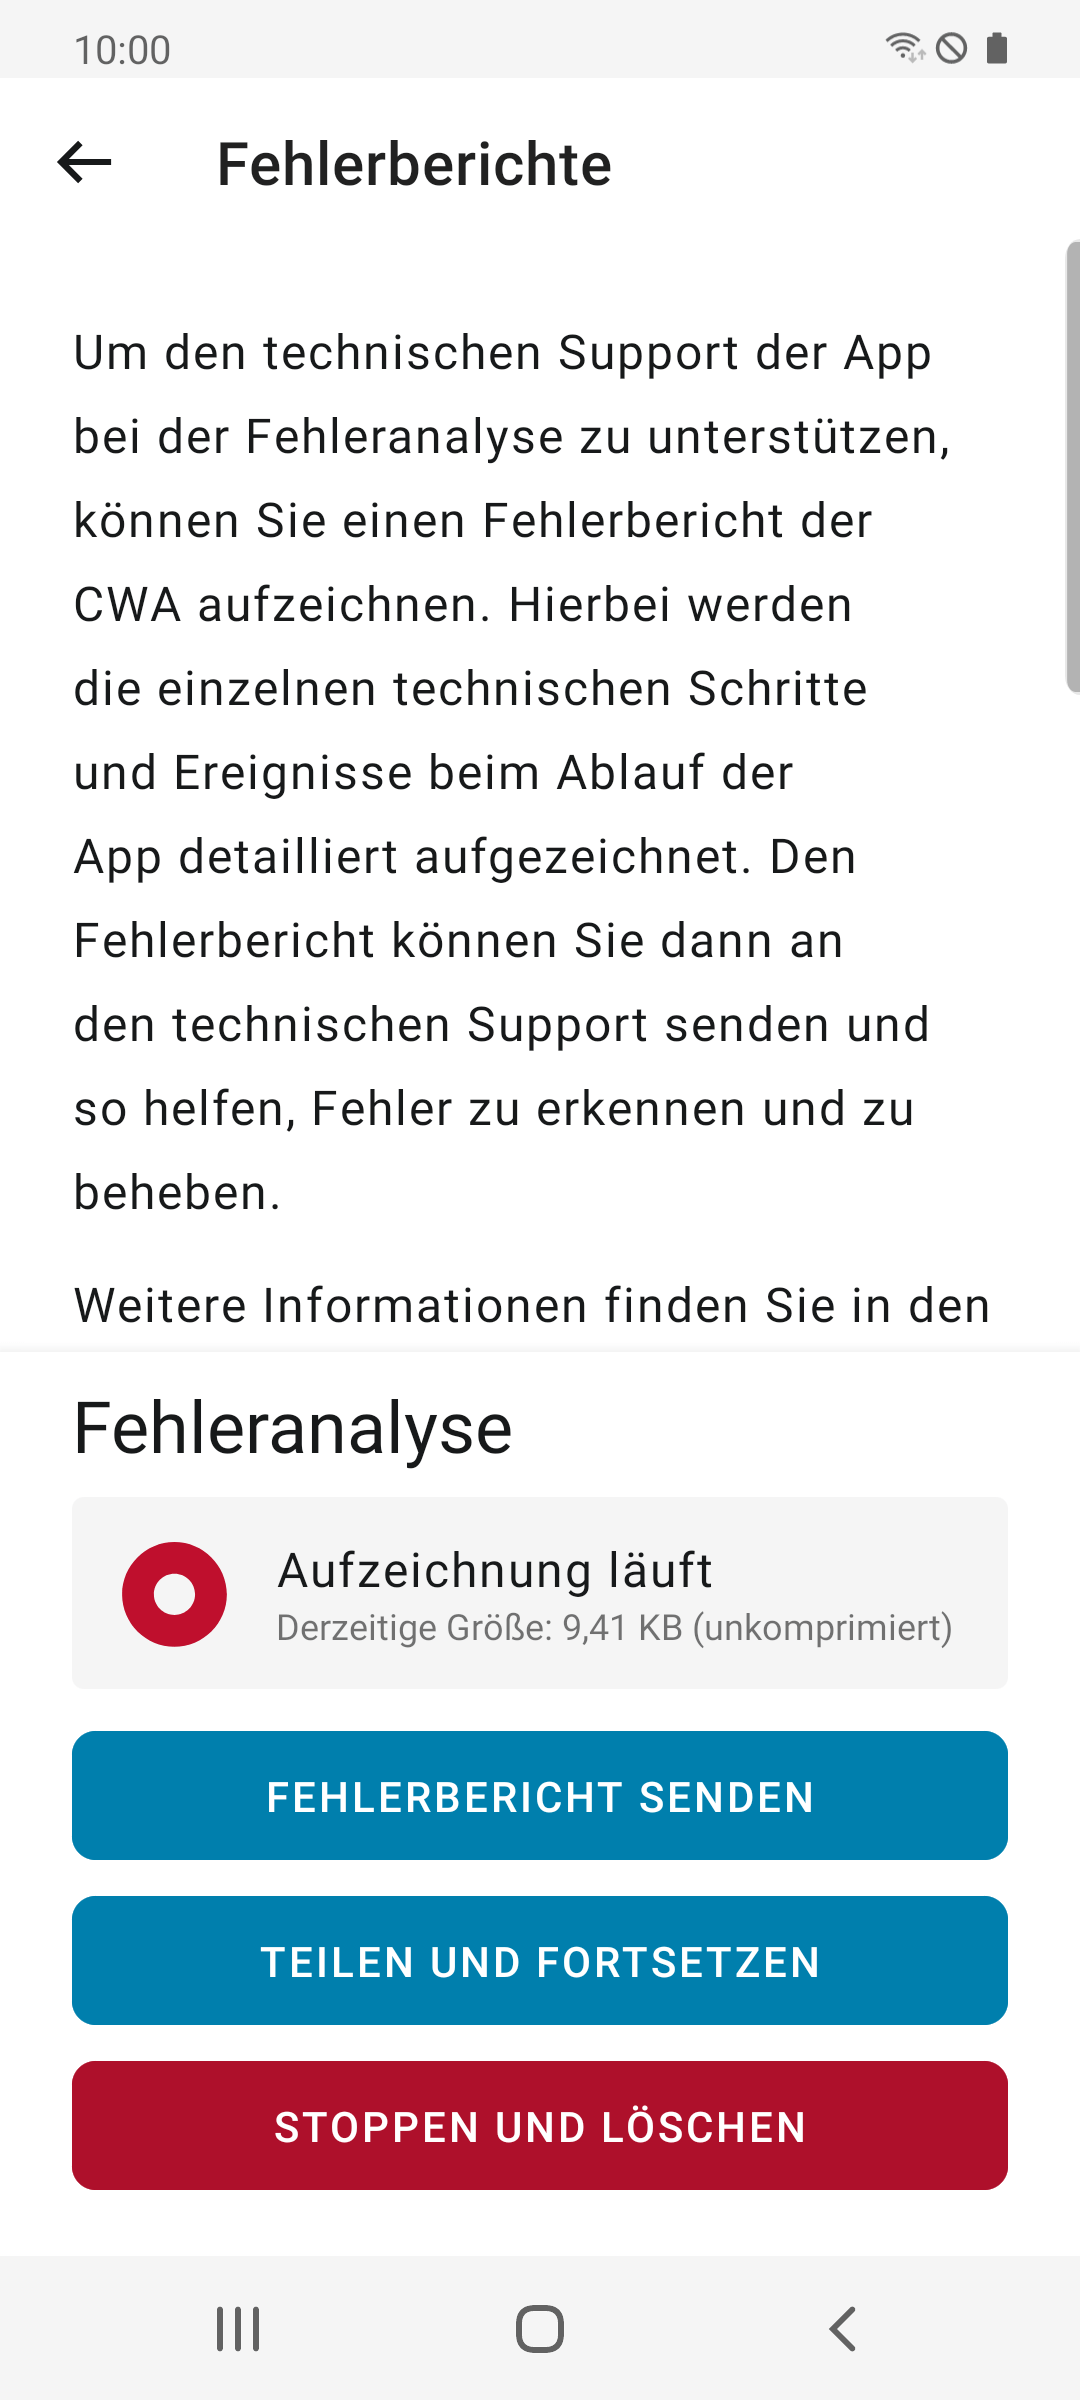 10:00
Fehlerberichte
Um den technischen Support der App
bei der Fehleranalyse zu unterstützen,
können Sie einen Fehlerbericht der
CWA aufzeichnen. Hierbei werden
die einzelnen technischen Schritte
und Ereignisse beim Ablauf der
App detailliert aufgezeichnet. Den
Fehlerbericht können Sie dann an
den technischen Support senden und
so helfen, Fehler zu erkennen und zu
beheben.
Weitere Informationen finden Sie in den
Fehleranalyse
Aufzeichnung läuft
Derzeitige Größe: 9,41 KB (unkomprimiert)
FEHLERBERICHT SENDEN
TEILEN UND FORTSETZEN
STOPPEN UND LÖSCHEN